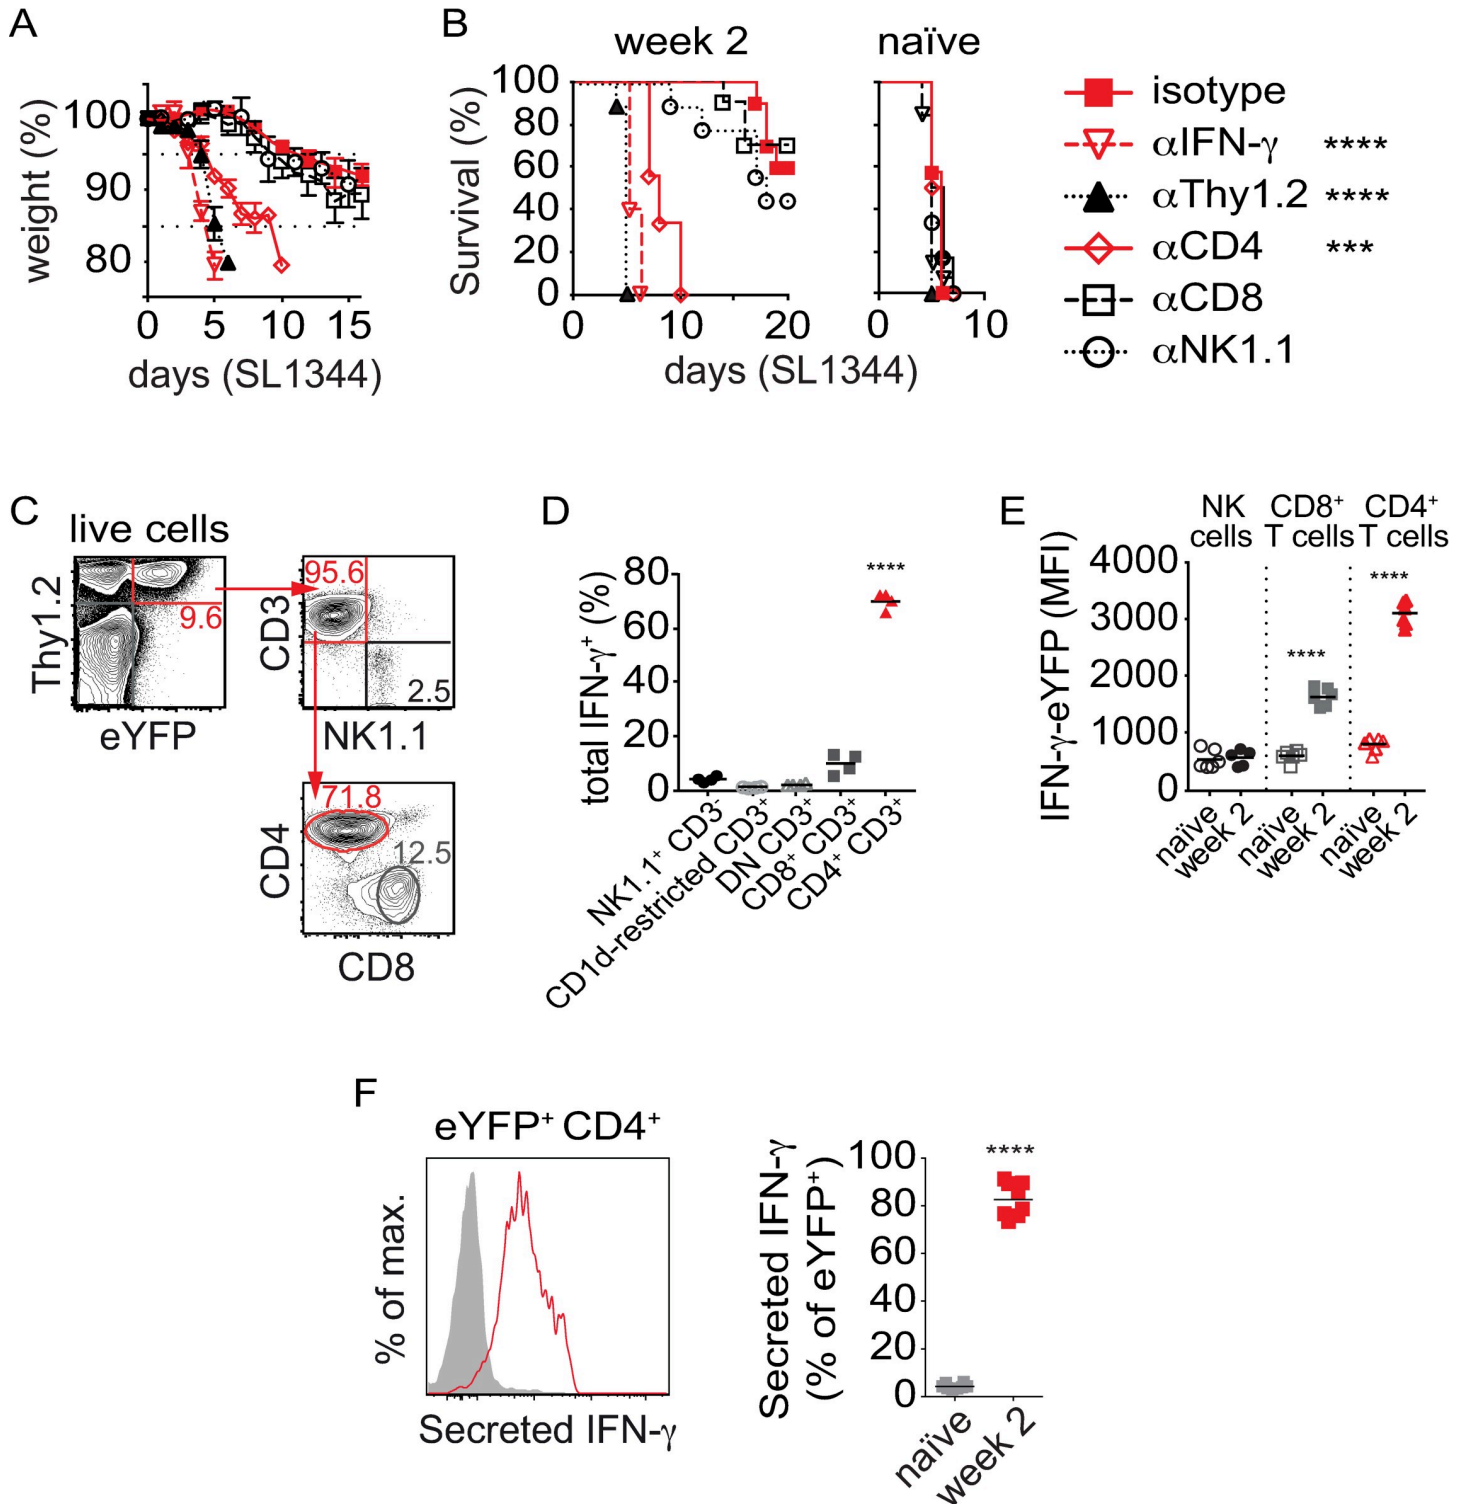 A
weight (%)
100
90
80
0 5 10 15
days (SL1344)
B
week 2
naïve
Survival (%)
100
80
60
40
20
0
0 10 20
0 10
days (SL1344)
isotype
αIFN-γ ****
αThy1.2 ****
αCD4 ***
αCD8
αNK1.1
C
live cells
Thy1.2
9.6
eYFP
95.6
CD3
2.5
NK1.1
71.8
12.5
CD4
CD8
D
total IFN-γ+ (%)
80
60
40
20
0
****
NK1.1+ CD3-
CD1d-restricted CD3+
DN CD3+
CD8+ CD3+
CD4+ CD3+
E
NK cells
CD8+ T cells
CD4+ T cells
IFN-γ-eYFP (MFI)
4000
3000
2000
1000
0
****
****
naïve
week 2
naïve
week 2
naïve
week 2
F
eYFP+ CD4+
% of max.
Secreted IFN-γ
Secreted IFN-γ
(% of eYFP+)
100
80
60
40
20
0
****
naïve
week 2